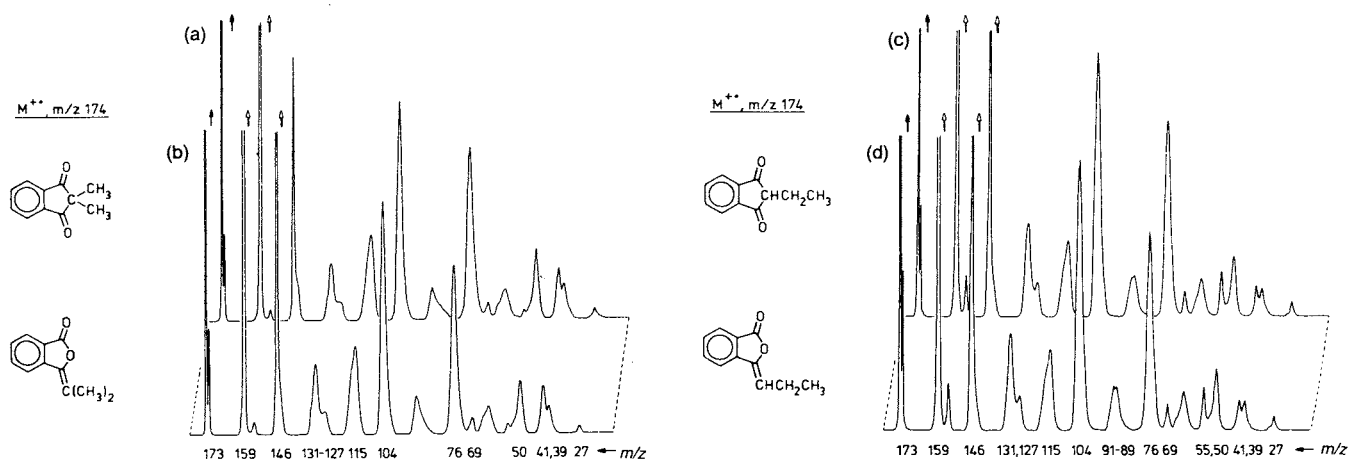 (a)
M+•, m/z 174
O
CH3
CH3
O
(b)
O
O
C(CH3)2
173 159 146 131-127 115 104 76 69 50 41,39 27 ← m/z
(c)
M+•, m/z 174
O
CHCH2CH3
O
(d)
O
O
CHCH2CH3
173 159 146 131,127 115 104 91-89 76 69 55,50 41,39 27 ← m/z